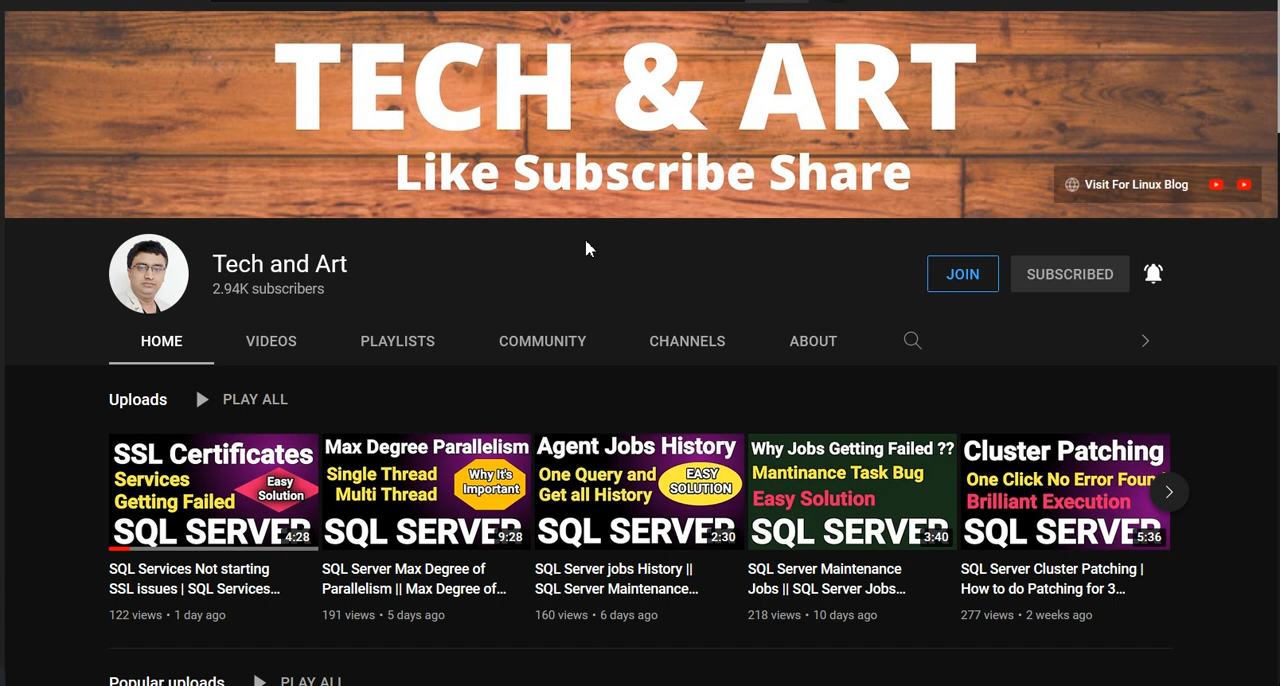 TECH & ART
Like Subscribe Share
Visit For Linux Blog
Tech and Art
2.94K subscribers
JOIN
SUBSCRIBED
HOME
VIDEOS
PLAYLISTS
COMMUNITY
CHANNELS
ABOUT
Uploads
PLAY ALL
SSL Certificates
Services
Getting Failed
Easy
Solution
SQL SERVER
4:28
Max Degree Parallelism
Single Thread
Multi Thread
Why It's
Important
SQL SERVER
9:28
Agent Jobs History
One Query and
Get all History
EASY
SOLUTION
SQL SERVER
2:30
Why Jobs Getting Failed ??
Mantinance Task Bug
Easy Solution
SQL SERVER
3:40
Cluster Patching
One Click No Error Foun
Brilliant Execution
SQL SERVER
5:36
SQL Services Not starting
SSL issues | SQL Services...
122 views • 1 day ago
SQL Server Max Degree of
Parallelism || Max Degree of...
191 views • 5 days ago
SQL Server jobs History ||
SQL Server Maintenance...
160 views • 6 days ago
SQL Server Maintenance
Jobs || SQL Server Jobs...
218 views • 10 days ago
SQL Server Cluster Patching |
How to do Patching for 3...
277 views • 2 weeks ago
Popular uploads
PLAY ALL